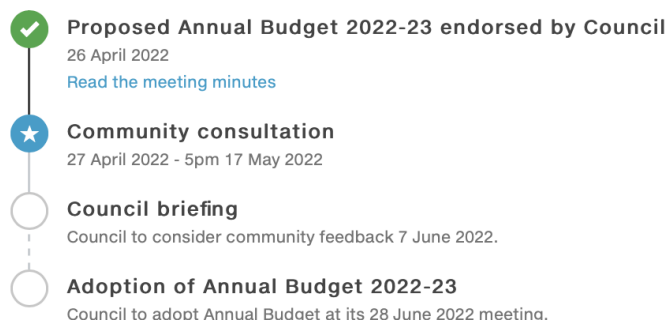 Proposed Annual Budget 2022-23 endorsed by Council
26 April 2022
Read the meeting minutes
Community consultation
27 April 2022 - 5pm 17 May 2022
Council briefing
Council to consider community feedback 7 June 2022.
Adoption of Annual Budget 2022-23
Council to adopt Annual Budget at its 28 June 2022 meeting.